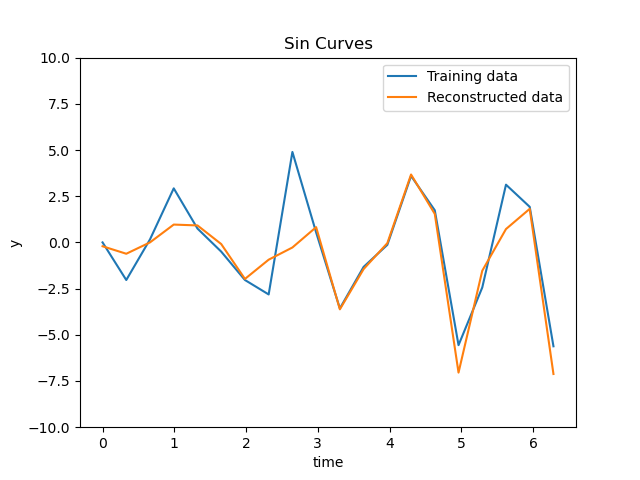 Sin Curves
Training data
Reconstructed data
10.0
7.5
5.0
2.5
0.0
−2.5
−5.0
−7.5
−10.0
y
0 1 2 3 4 5 6
time